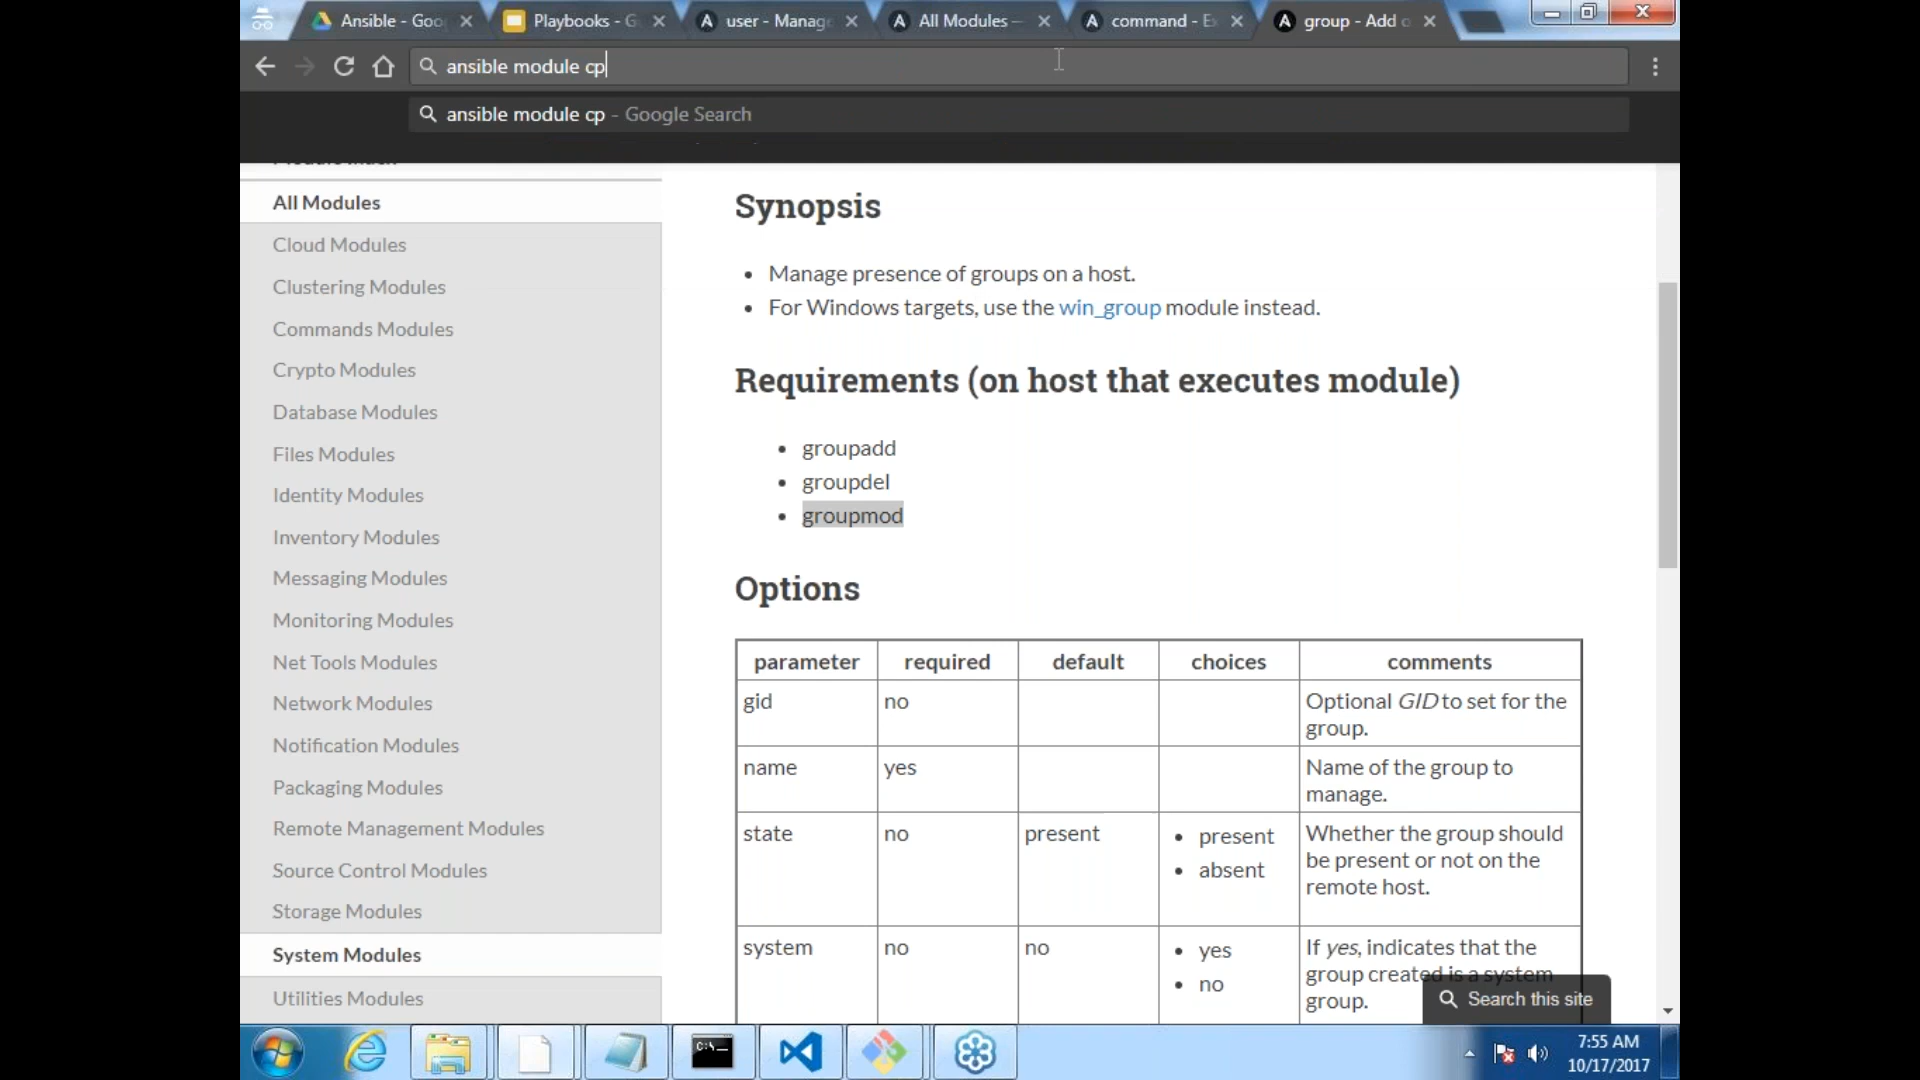 Ansible - Goo
Playbooks - G
user - Manag
All Modules —
command - E
group - Add o
ansible module cp
ansible module cp - Google Search
All Modules
Cloud Modules
Clustering Modules
Commands Modules
Crypto Modules
Database Modules
Files Modules
Identity Modules
Inventory Modules
Messaging Modules
Monitoring Modules
Net Tools Modules
Network Modules
Notification Modules
Packaging Modules
Remote Management Modules
Source Control Modules
Storage Modules
System Modules
Utilities Modules
Synopsis
Manage presence of groups on a host.
For Windows targets, use the win_group module instead.
Requirements (on host that executes module)
groupadd
groupdel
groupmod
Options
parameter required default choices comments
gid no Optional GID to set for the
group.
name yes Name of the group to
manage.
state no present present Whether the group should
absent be present or not on the
remote host.
system no no yes If yes, indicates that the
no group created is a system
group.
Search this site
C:\
7:55 AM
10/17/2017